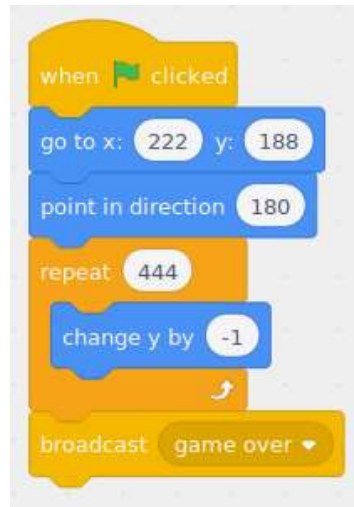 when clicked
go to x: 222 y: 188
point in direction 180
repeat 444
change y by -1
broadcast game over